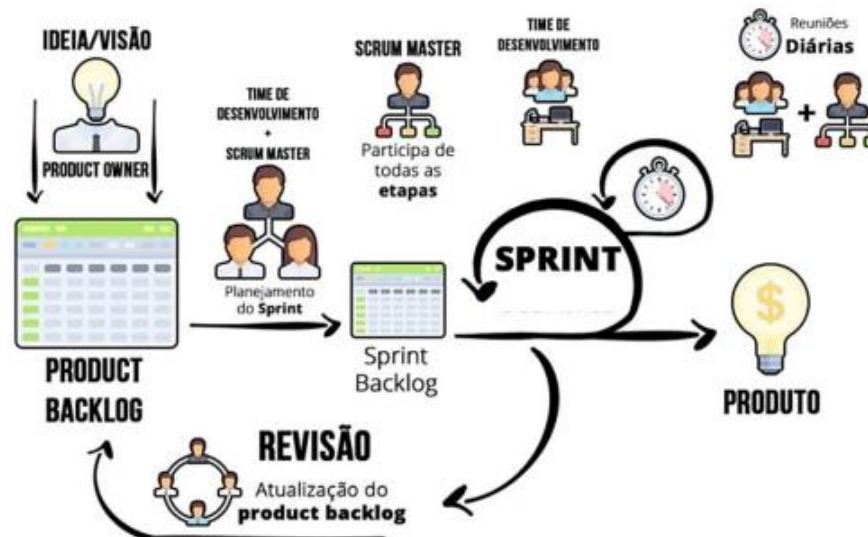 IDEIA/VISÃO
PRODUCT OWNER
TIME DE
DESENVOLVIMENTO
+
SCRUM MASTER
Planejamento
do Sprint
SCRUM MASTER
Participa de
todas as
etapas
TIME DE
DESENVOLVIMENTO
Reuniões
Diárias
+
PRODUCT
BACKLOG
Sprint
Backlog
SPRINT
$
PRODUTO
REVISÃO
Atualização do
product backlog